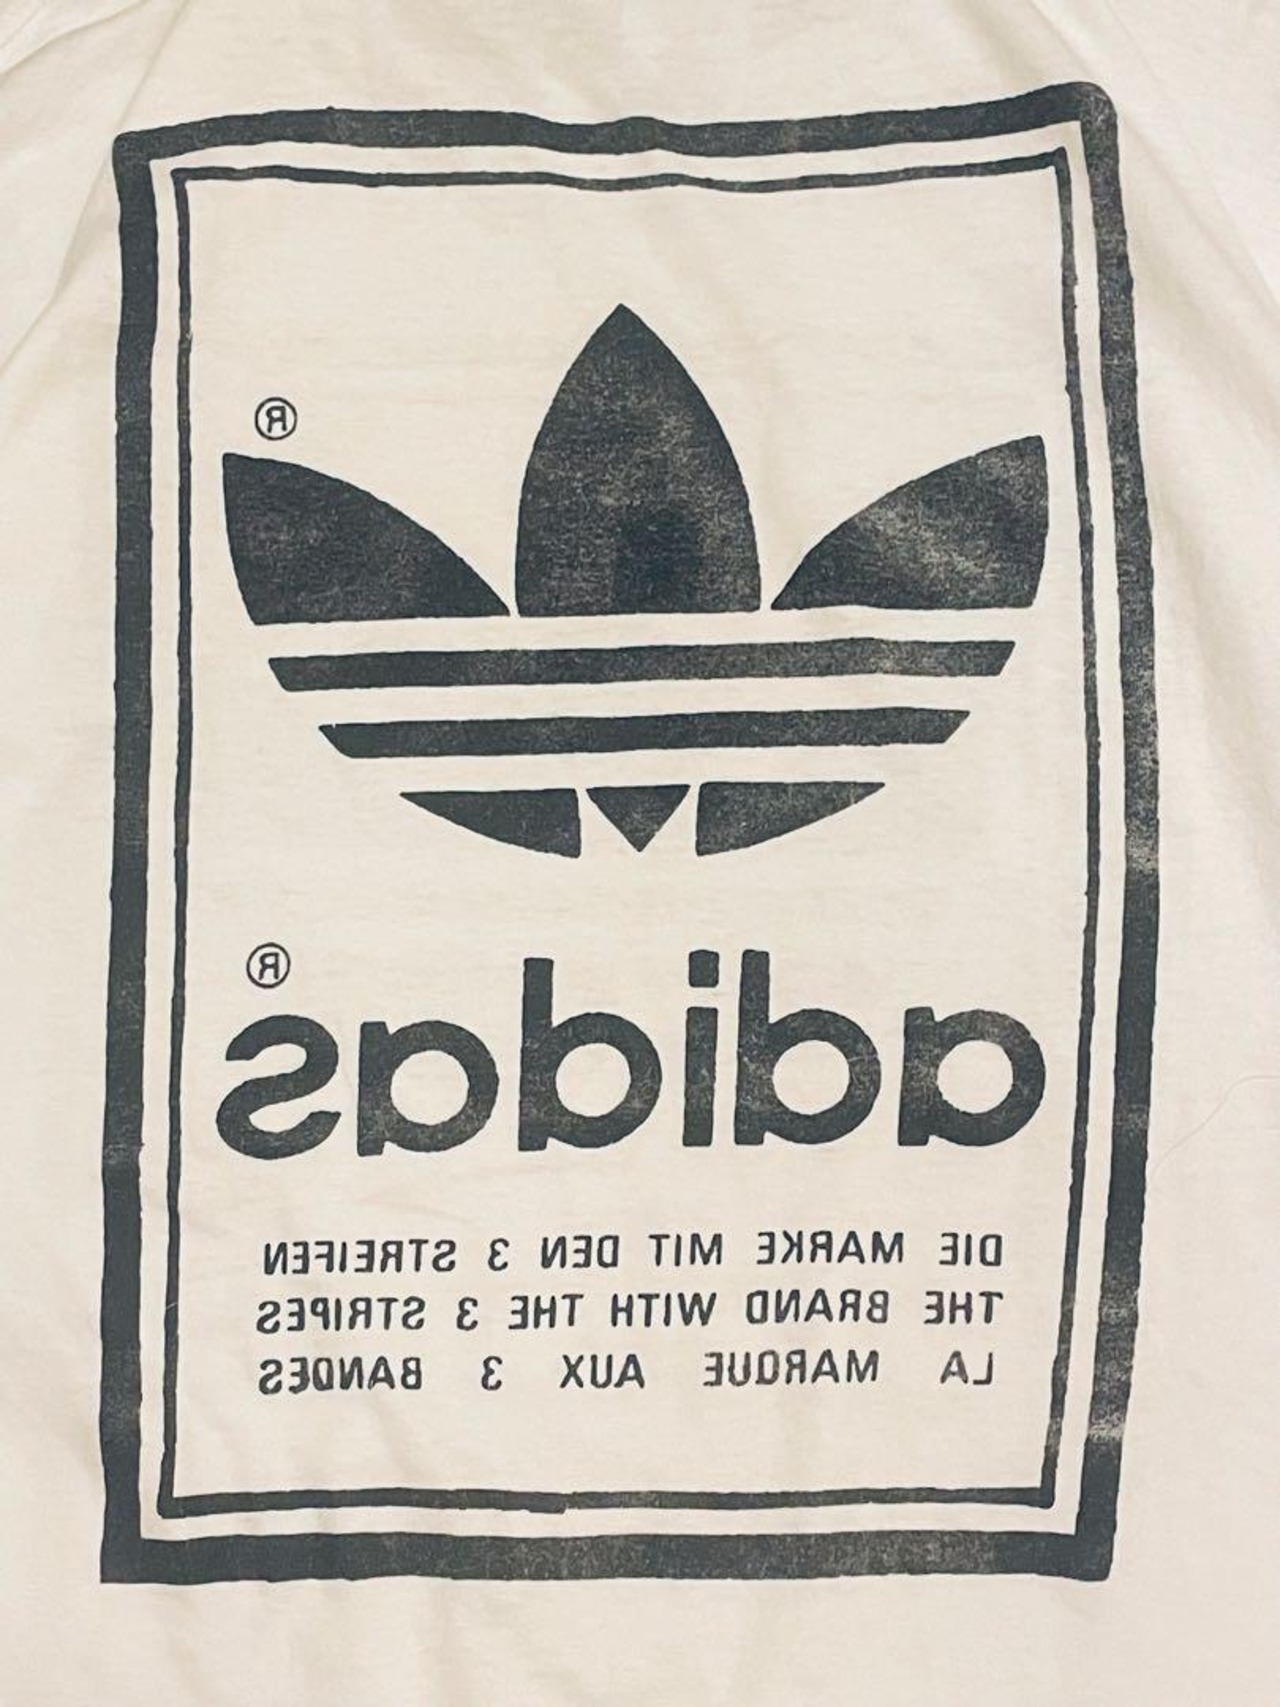 ®
adidas®
DIE MARKE MIT DEN 3 STREIFEN
THE BRAND WITH THE 3 STRIPES
LA MARQUE AUX 3 BANDES